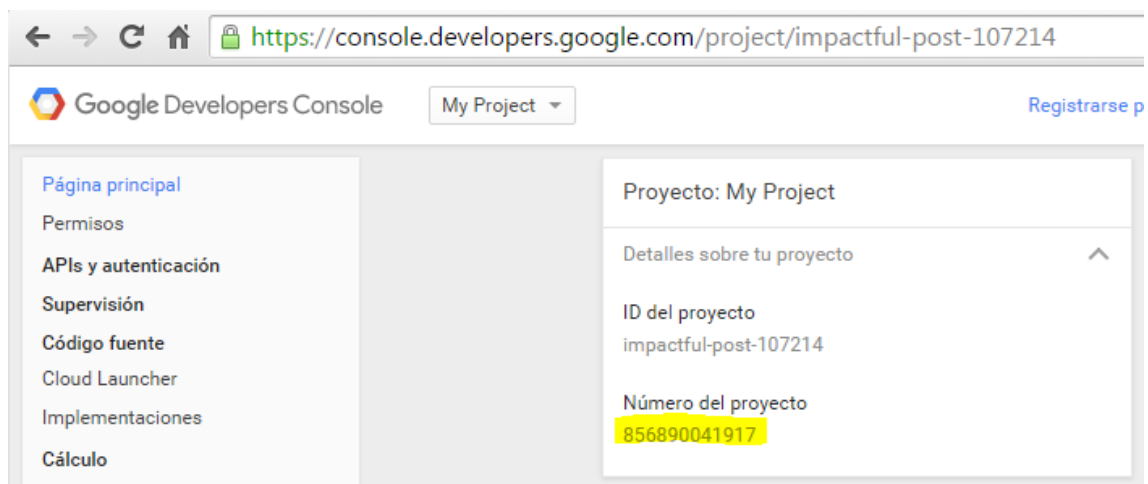 https://console.developers.google.com/project/impactful-post-107214
Google Developers Console
My Project
Registrarse p
Página principal
Permisos
APIs y autenticación
Supervisión
Código fuente
Cloud Launcher
Implementaciones
Cálculo
Proyecto: My Project
Detalles sobre tu proyecto
ID del proyecto
impactful-post-107214
Número del proyecto
856890041917